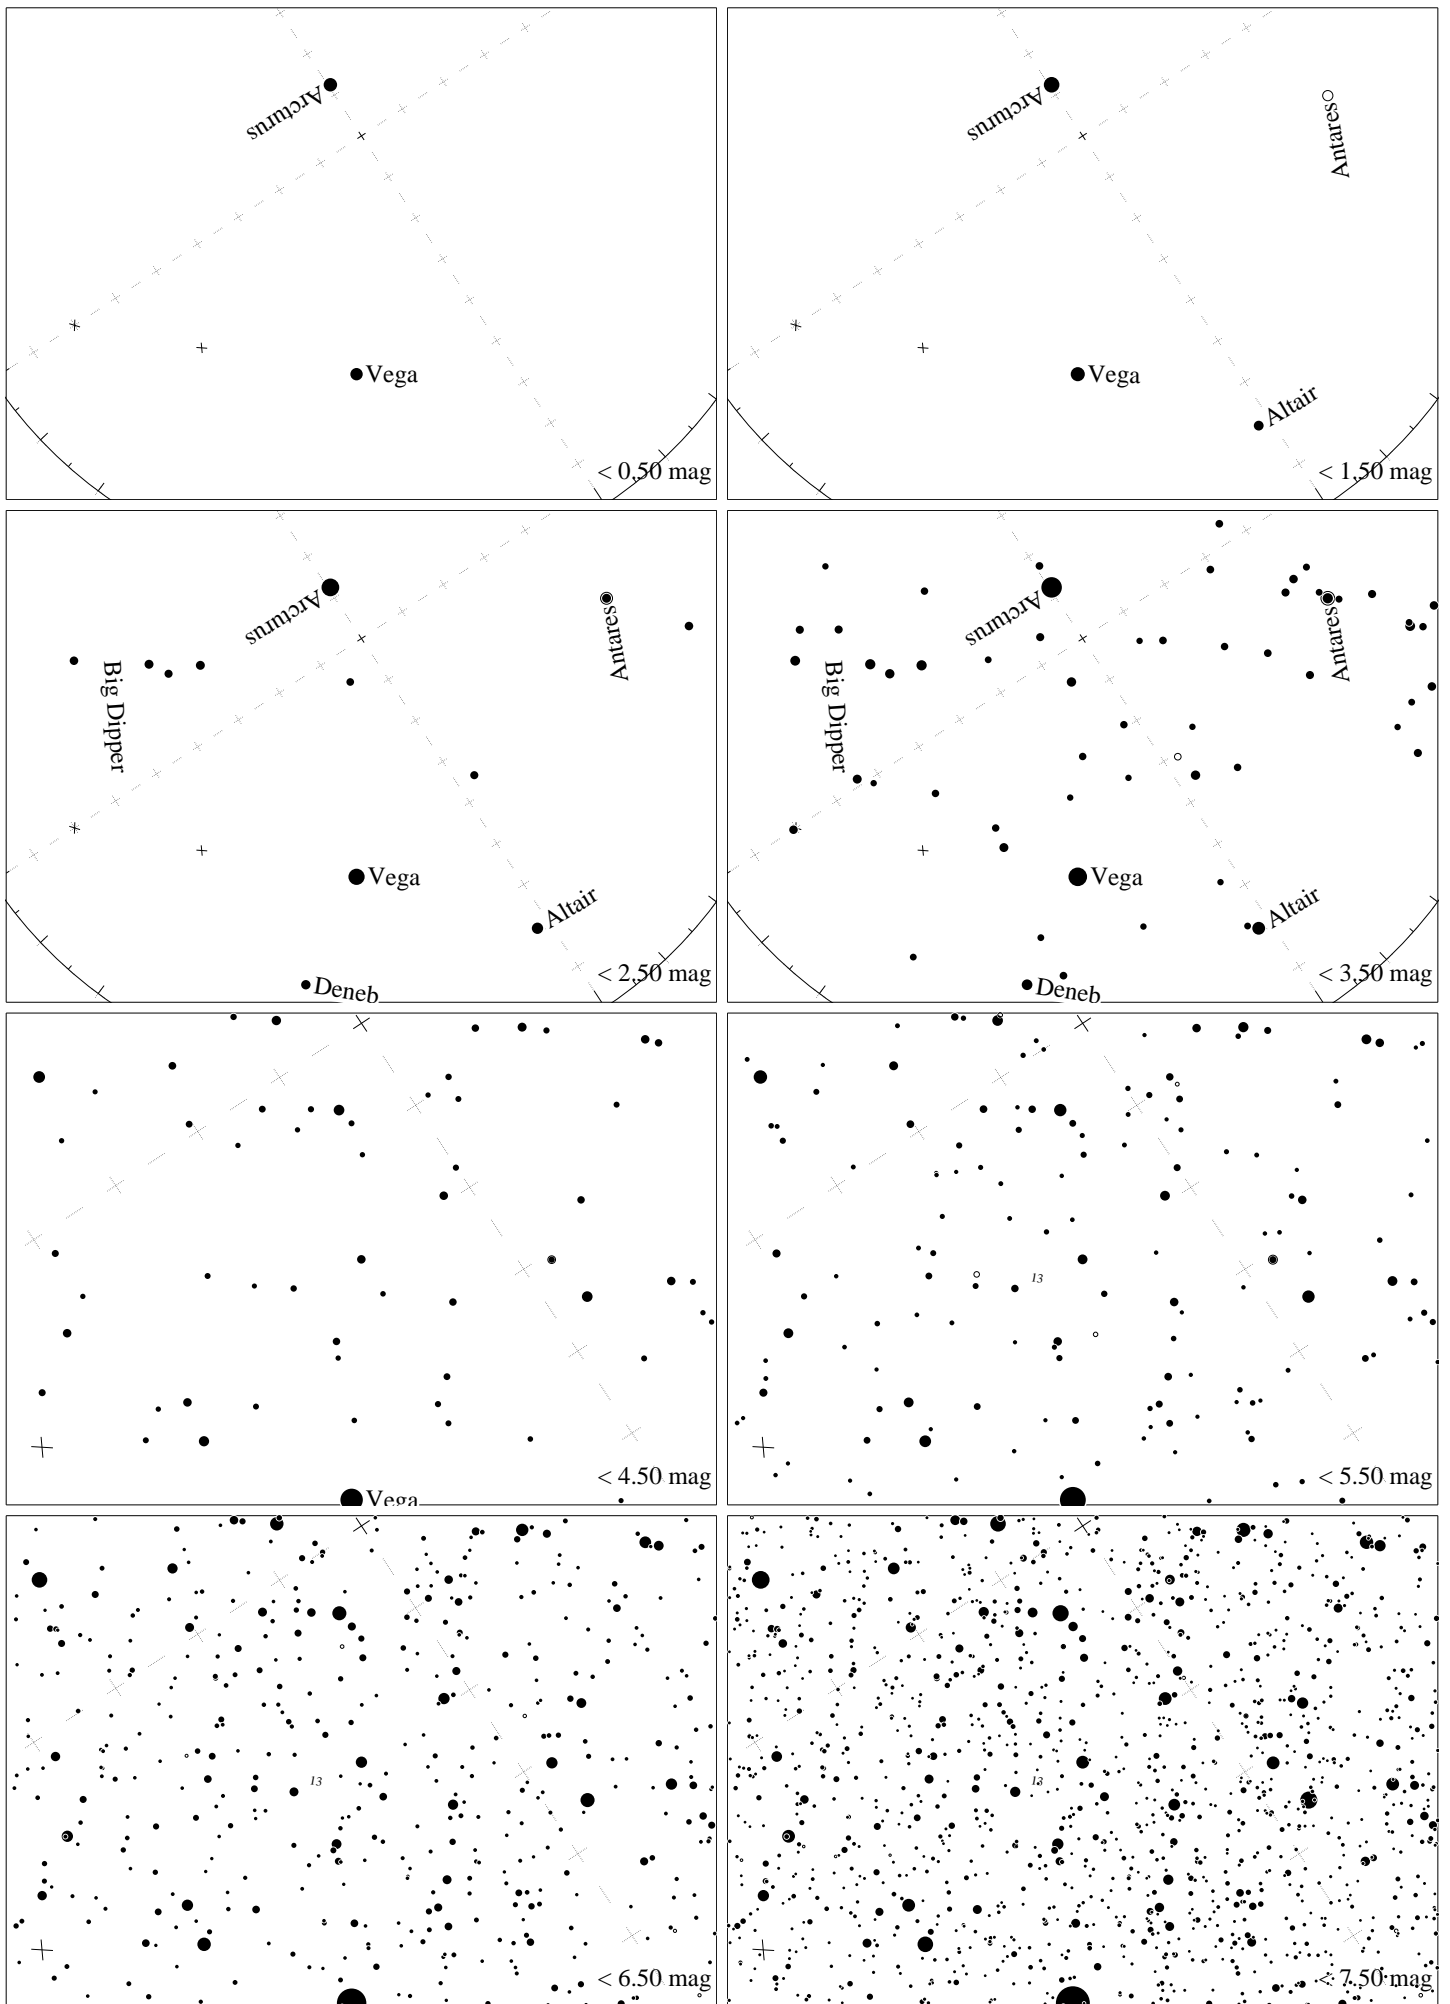 Arcturus
Vega
< 0.50 mag
Arcturus
Antares
Vega
Altair
< 1.50 mag
Arcturus
Antares
Big Dipper
Vega
Altair
Deneb
< 2.50 mag
Arcturus
Antares
Big Dipper
Vega
Altair
Deneb
< 3.50 mag
Vega
< 4.50 mag
13
< 5.50 mag
13
< 6.50 mag
13
< 7.50 mag